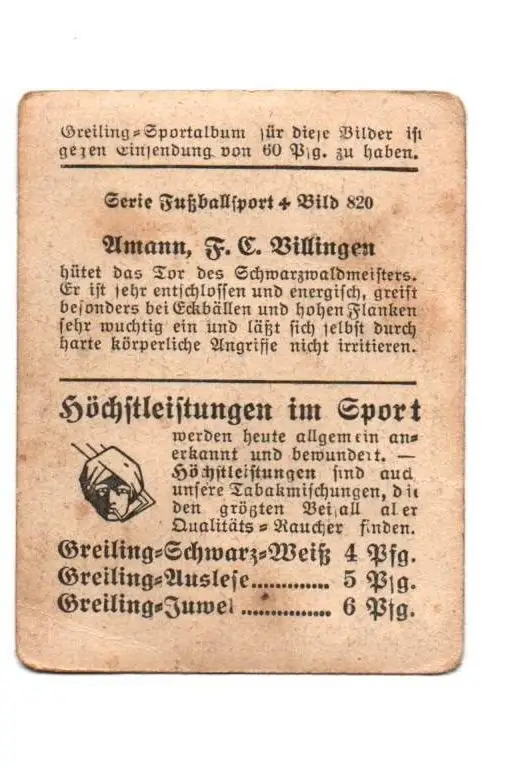 Greiling=Sportalbum für diese Bilder ist
gegen Einsendung von 60 Pfg. zu haben.
Serie Fußballsport + Bild 820
Amann, F. C. Villingen
hütet das Tor des Schwarzwaldmeisters.
Er ist sehr entschlossen und energisch, greift
besonders bei Eckbällen und hohen Flanken
sehr wuchtig ein und läßt sich selbst durch
harte körperliche Angriffe nicht irritieren.
Höchstleistungen im Sport
werden heute allgemein an=
erkannt und bewundert. —
Höchstleistungen sind auch
unsere Tabakmischungen, die
den größten Beifall aller
Qualitäts=Raucher finden.
Greiling=Schwarz=Weiß 4 Pfg.
Greiling=Auslese............. 5 Pfg.
Greiling=Juwel ............... 6 Pfg.